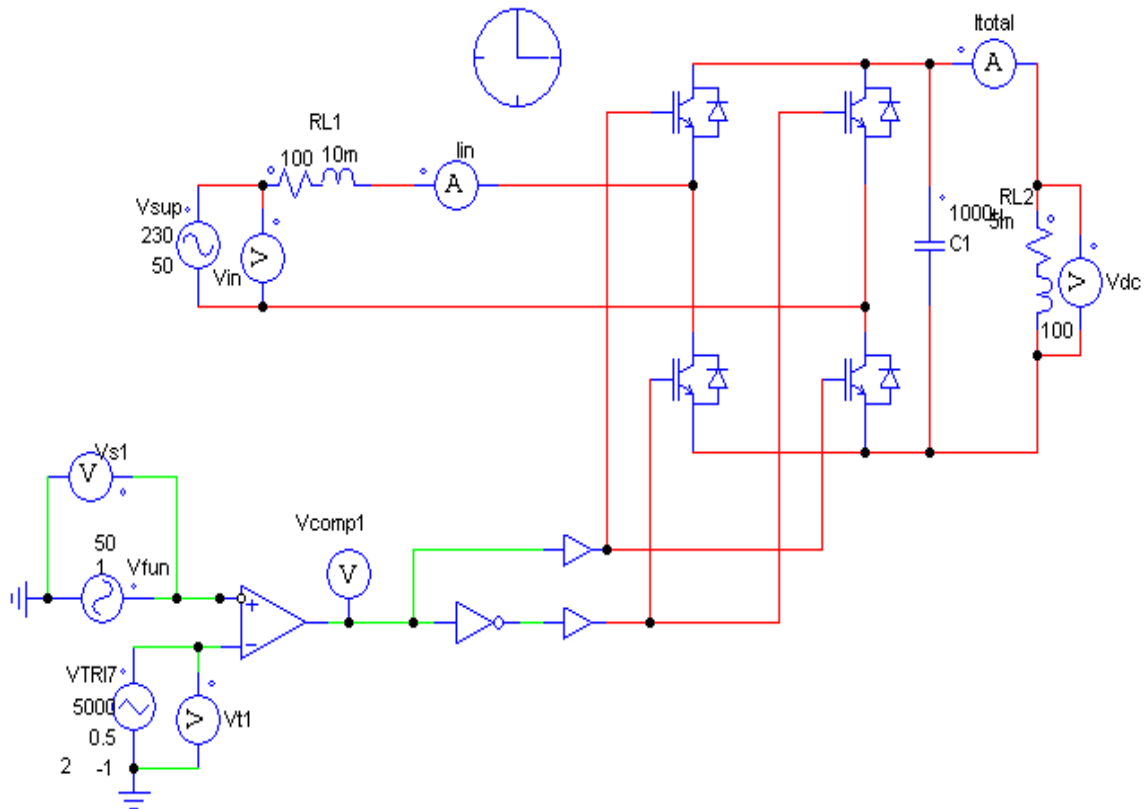 Itotal
A
RL1
100 10m
Iin
A
Vsup
230
50
Vin
V
1000u
C1
RL2
5m
100
V
Vdc
Vs1
V
50
1
Vfun
Vcomp1
V
+
-
VTRI7
5000
0.5
2 -1
V
Vt1